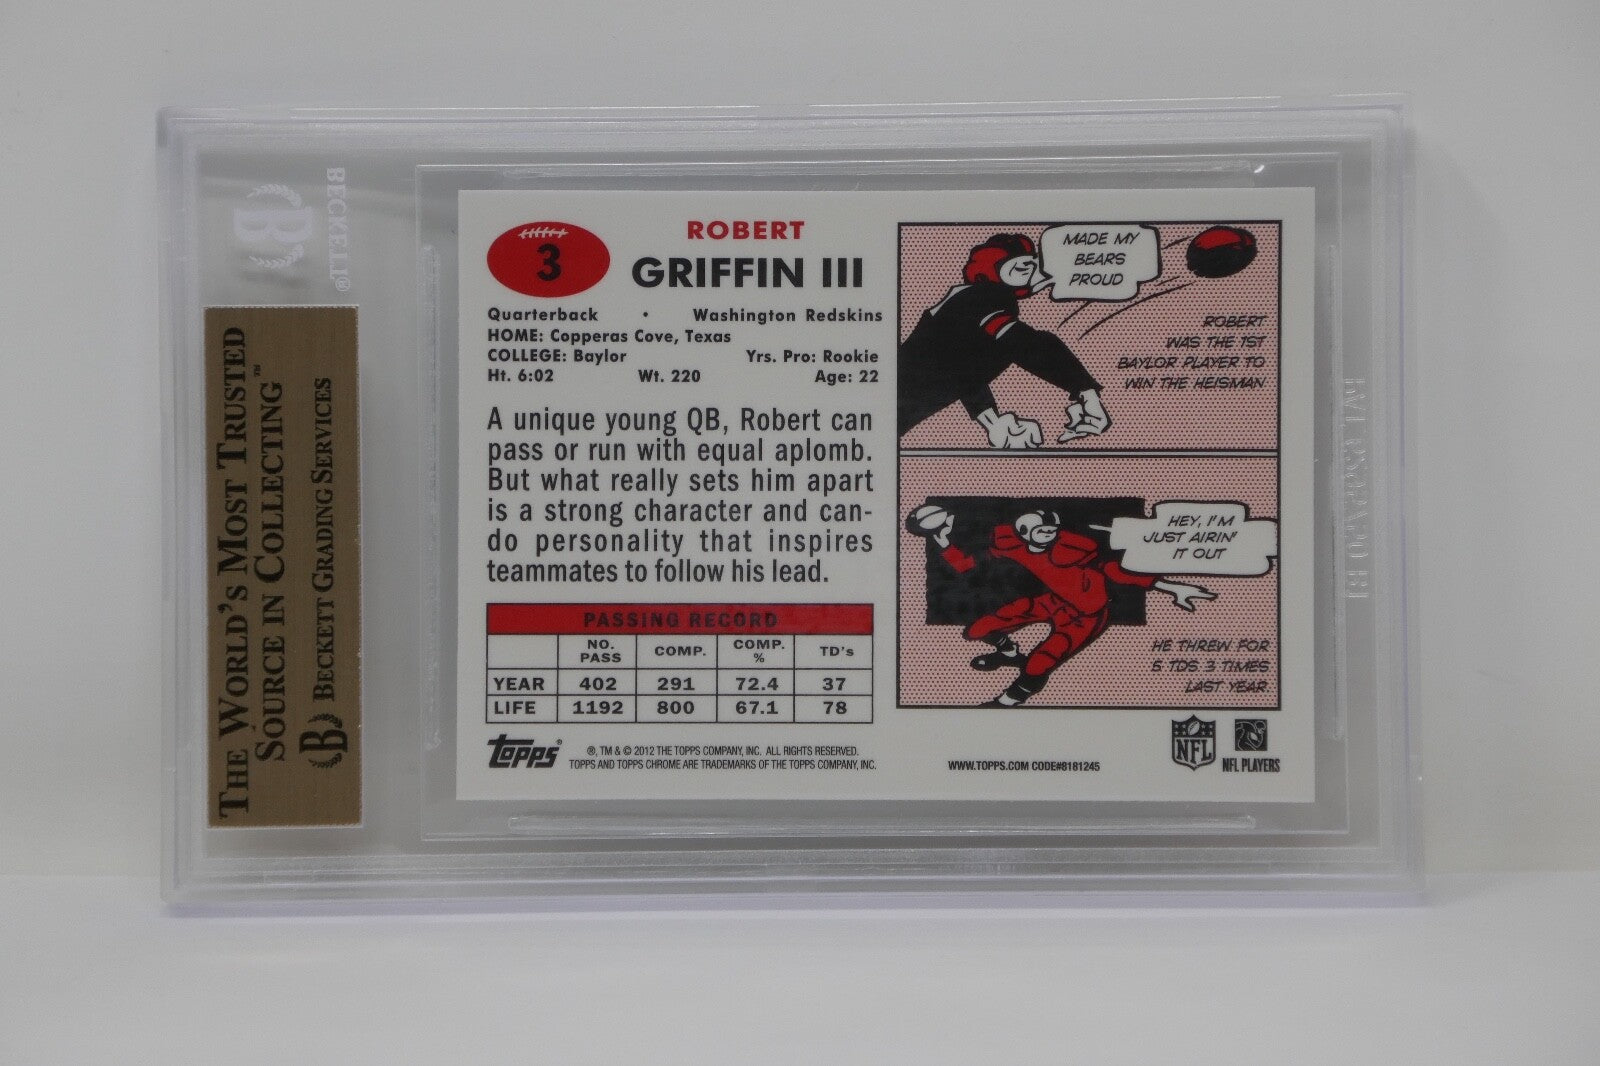 BECKETT®
THE WORLD'S MOST TRUSTED
SOURCE IN COLLECTING™
B BECKETT GRADING SERVICES
3
ROBERT
GRIFFIN III
Quarterback • Washington Redskins
HOME: Copperas Cove, Texas
COLLEGE: Baylor Yrs. Pro: Rookie
Ht. 6:02 Wt. 220 Age: 22
A unique young QB, Robert can
pass or run with equal aplomb.
But what really sets him apart
is a strong character and can-
do personality that inspires
teammates to follow his lead.
PASSING RECORD
NO. PASS COMP. COMP. % TD's
YEAR 402 291 72.4 37
LIFE 1192 800 67.1 78
Topps®
®, TM & © 2012 THE TOPPS COMPANY, INC. ALL RIGHTS RESERVED.
TOPPS AND TOPPS CHROME ARE TRADEMARKS OF THE TOPPS COMPANY, INC.
MADE MY
BEARS
PROUD
ROBERT
WAS THE 1ST
BAYLOR PLAYER TO
WIN THE HEISMAN
HEY, I'M
JUST AIRIN'
IT OUT
HE THREW FOR
5 TDS 3 TIMES
LAST YEAR
WWW.TOPPS.COM CODE#8181245
NFL
NFL PLAYERS